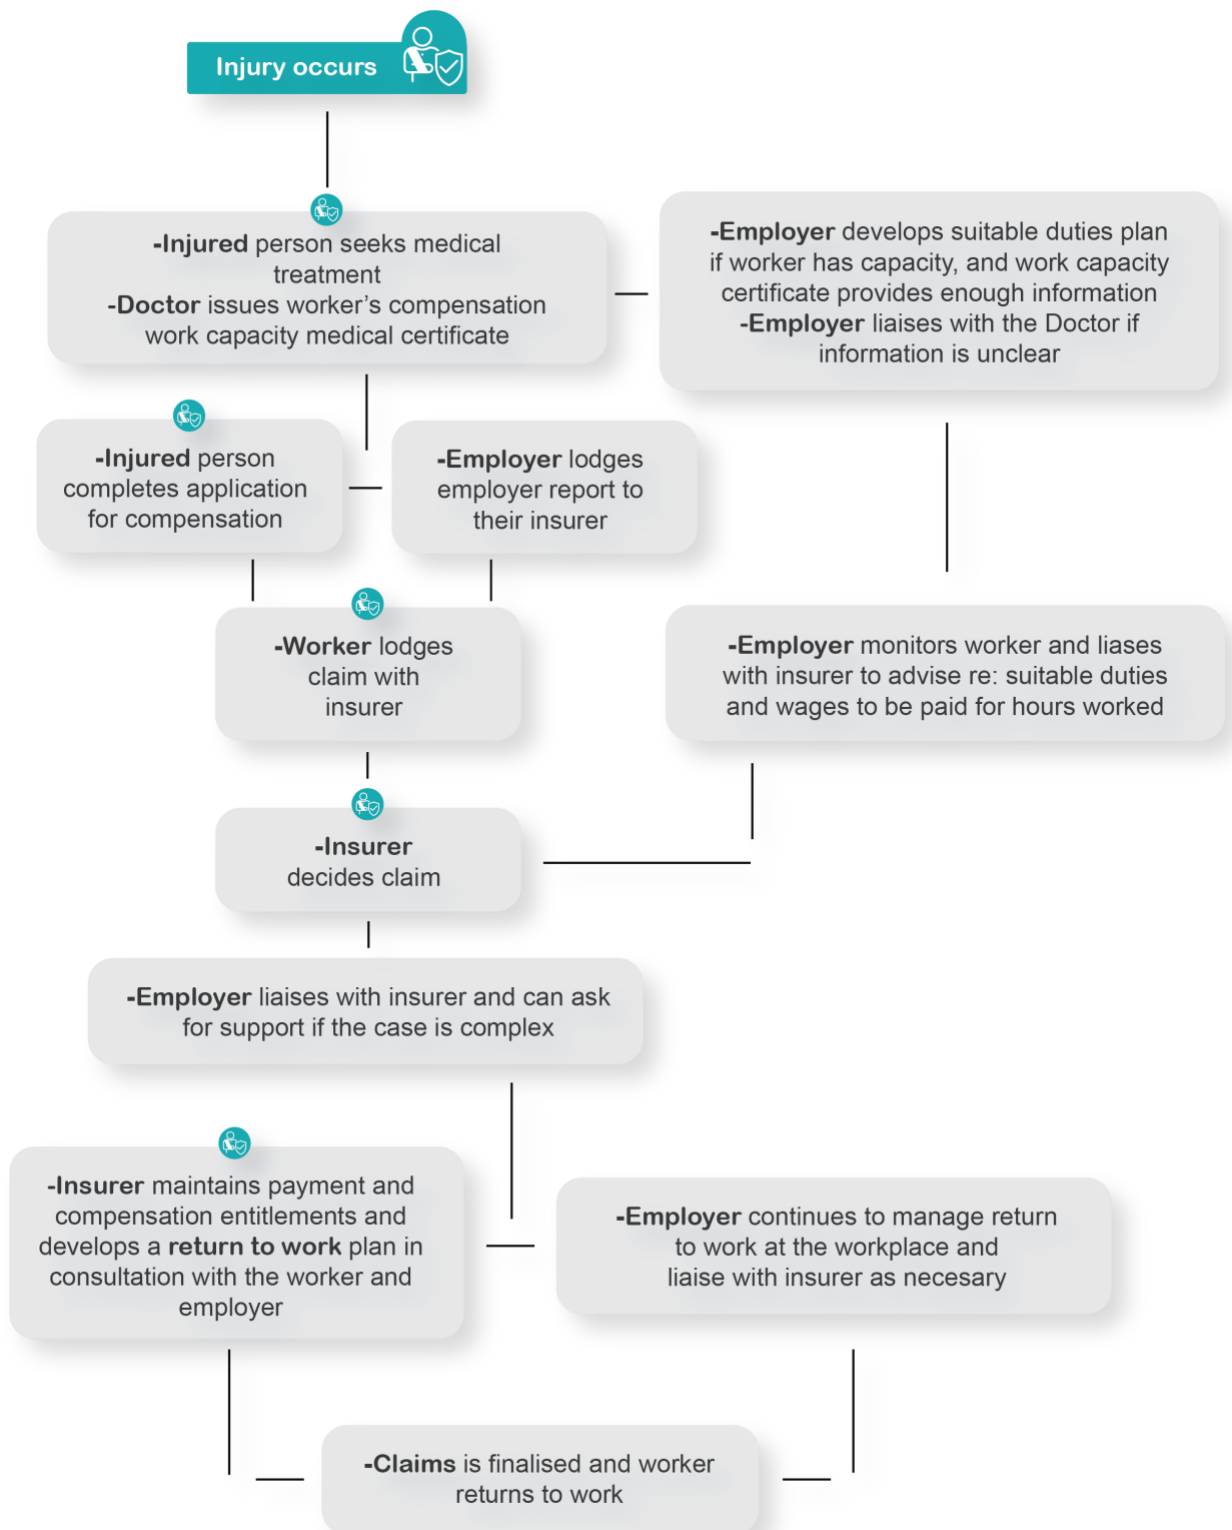 Injury occurs
-Injured person seeks medical
treatment
-Doctor issues worker's compensation
work capacity medical certificate
-Employer develops suitable duties plan
if worker has capacity, and work capacity
certificate provides enough information
-Employer liaises with the Doctor if
information is unclear
-Injured person
completes application
for compensation
-Employer lodges
employer report to
their insurer
-Worker lodges
claim with
insurer
-Employer monitors worker and liases
with insurer to advise re: suitable duties
and wages to be paid for hours worked
-Insurer
decides claim
-Employer liaises with insurer and can ask
for support if the case is complex
-Insurer maintains payment and
compensation entitlements and
develops a return to work plan in
consultation with the worker and
employer
-Employer continues to manage return
to work at the workplace and
liaise with insurer as necesary
-Claims is finalised and worker
returns to work